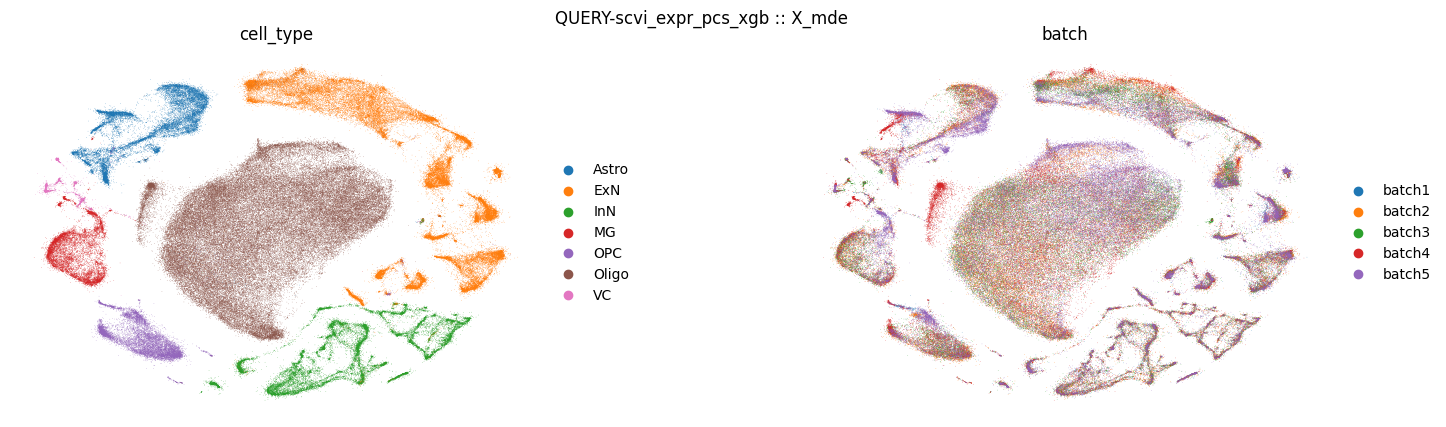 QUERY-scvi_expr_pcs_xgb :: X_mde
cell_type
Astro
ExN
InN
MG
OPC
Oligo
VC
batch
batch1
batch2
batch3
batch4
batch5